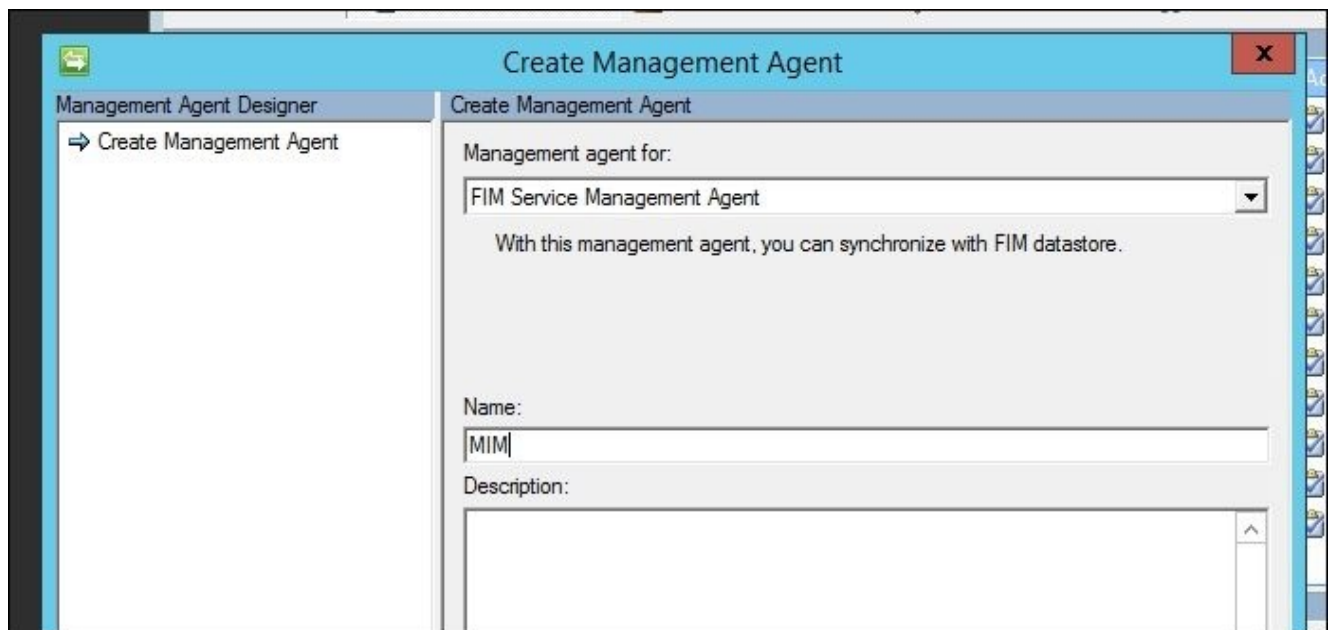 Create Management Agent
X
Management Agent Designer
Create Management Agent
Create Management Agent
Management agent for:
FIM Service Management Agent
With this management agent, you can synchronize with FIM datastore.
Name:
MIM
Description: